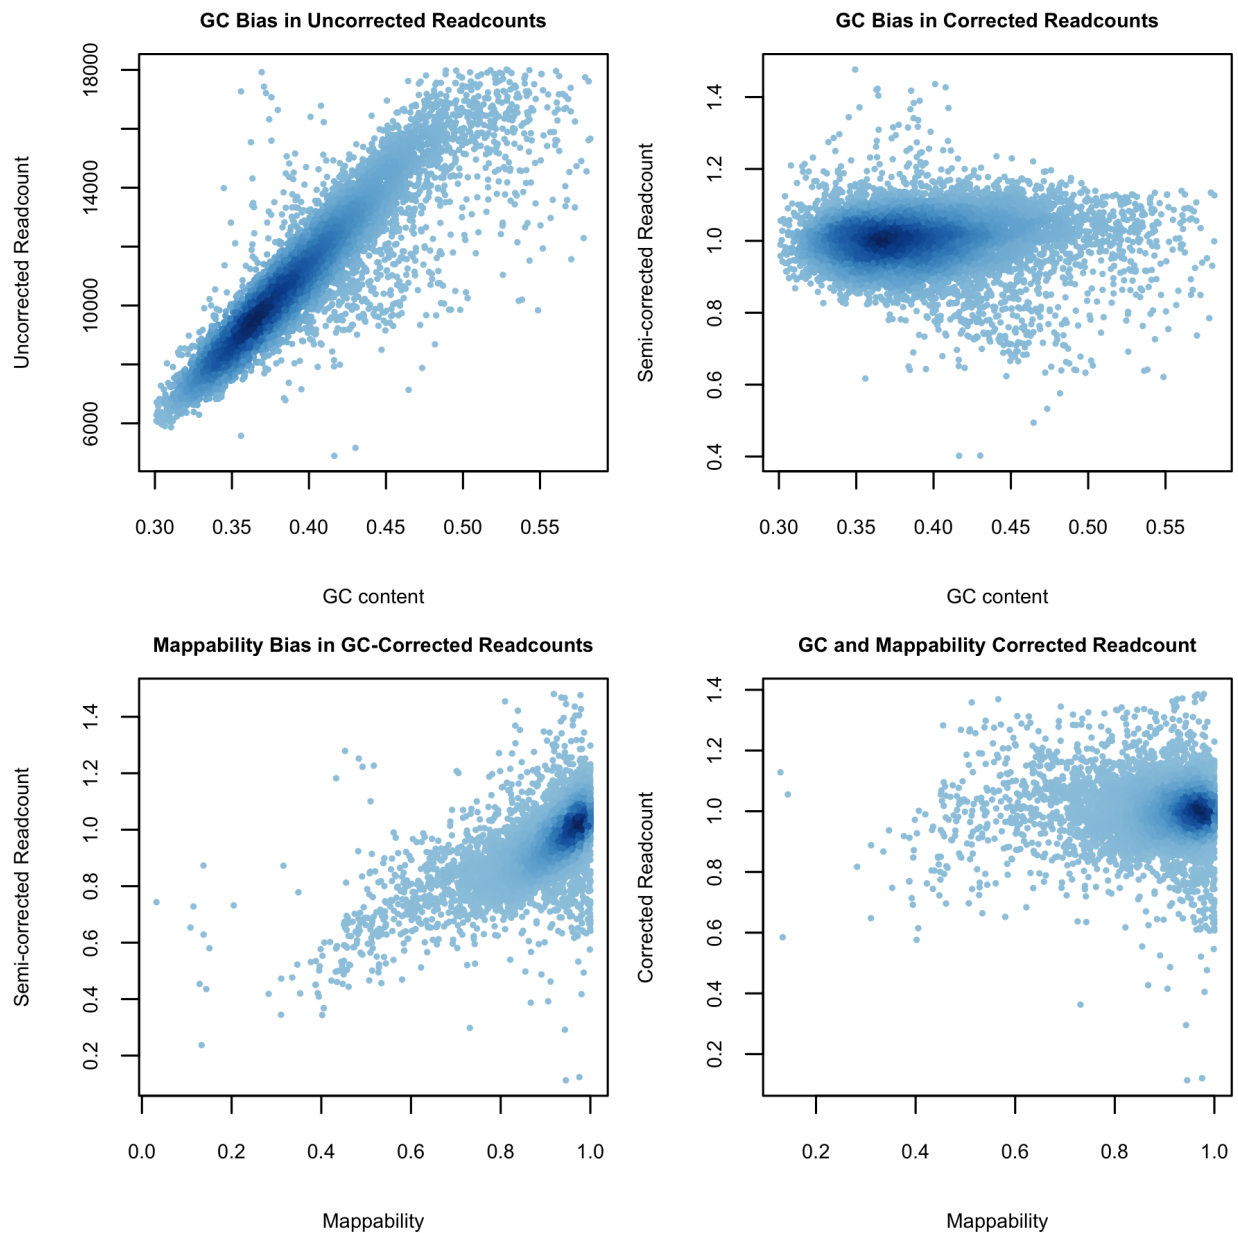 GC Bias in Uncorrected Readcounts
Uncorrected Readcount
18000
14000
10000
6000
0.30 0.35 0.40 0.45 0.50 0.55
GC content
GC Bias in Corrected Readcounts
Semi-corrected Readcount
1.4
1.2
1.0
0.8
0.6
0.4
0.30 0.35 0.40 0.45 0.50 0.55
GC content
Mappability Bias in GC-Corrected Readcounts
Semi-corrected Readcount
1.4
1.2
1.0
0.8
0.6
0.4
0.2
0.0 0.2 0.4 0.6 0.8 1.0
Mappability
GC and Mappability Corrected Readcount
Corrected Readcount
1.4
1.2
1.0
0.8
0.6
0.4
0.2
0.2 0.4 0.6 0.8 1.0
Mappability